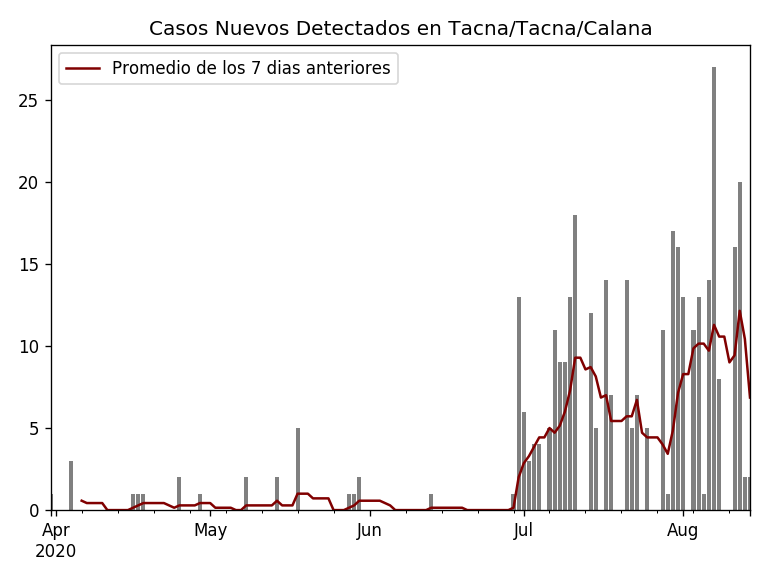 Casos Nuevos Detectados en Tacna/Tacna/Calana
Promedio de los 7 dias anteriores
25
20
15
10
5
0
Apr May Jun Jul Aug
2020